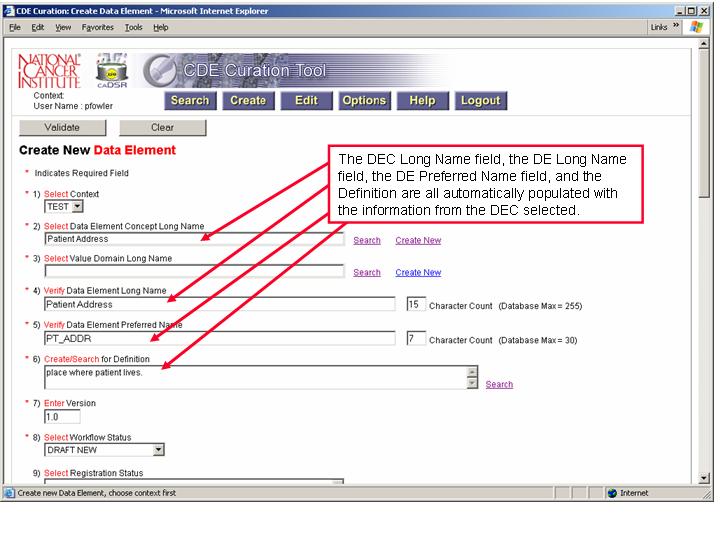 CDE Curation: Create Data Element - Microsoft Internet Explorer
File Edit View Favorites Tools Help Links »
NATIONAL CANCER INSTITUTE
caDSR
CDE Curation Tool
Context:
User Name : pfowler
Search Create Edit Options Help Logout
Validate Clear
Create New Data Element
* Indicates Required Field
The DEC Long Name field, the DE Long Name
field, the DE Preferred Name field, and the
Definition are all automatically populated with
the information from the DEC selected.
* 1) Select Context
TEST
* 2) Select Data Element Concept Long Name
Patient Address Search Create New
* 3) Select Value Domain Long Name
Search Create New
* 4) Verify Data Element Long Name
Patient Address 15 Character Count (Database Max = 255)
* 5) Verify Data Element Preferred Name
PT_ADDR 7 Character Count (Database Max = 30)
* 6) Create/Search for Definition
place where patient lives. Search
* 7) Enter Version
1.0
* 8) Select Workflow Status
DRAFT NEW
9) Select Registration Status
Create new Data Element, choose context first Internet